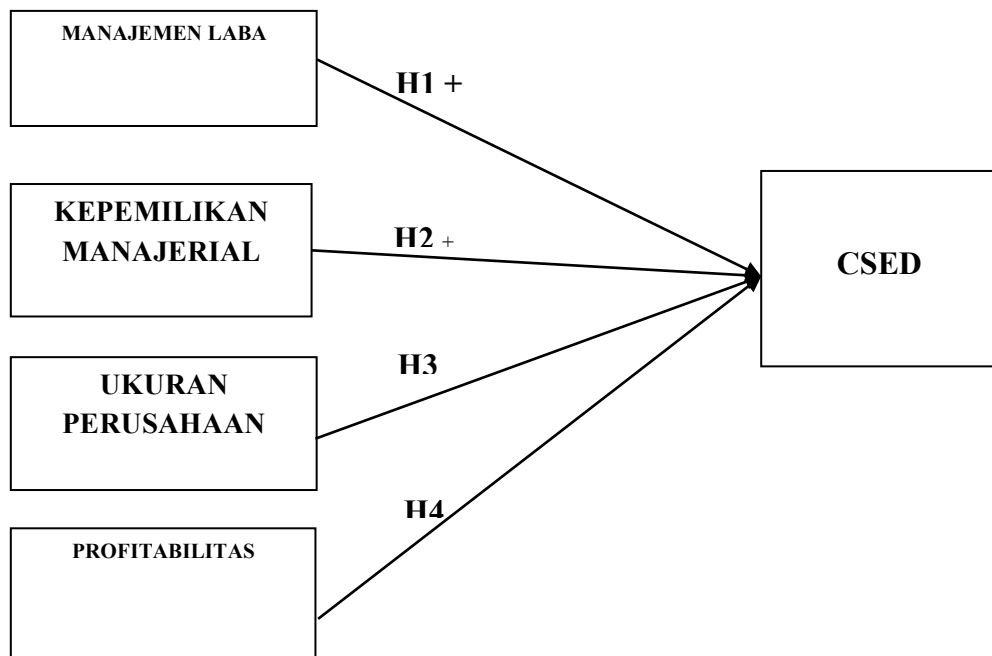 MANAJEMEN LABA
H1 +
KEPEMILIKAN
MANAJERIAL
H2 +
CSED
UKURAN
PERUSAHAAN
H3
H4
PROFITABILITAS